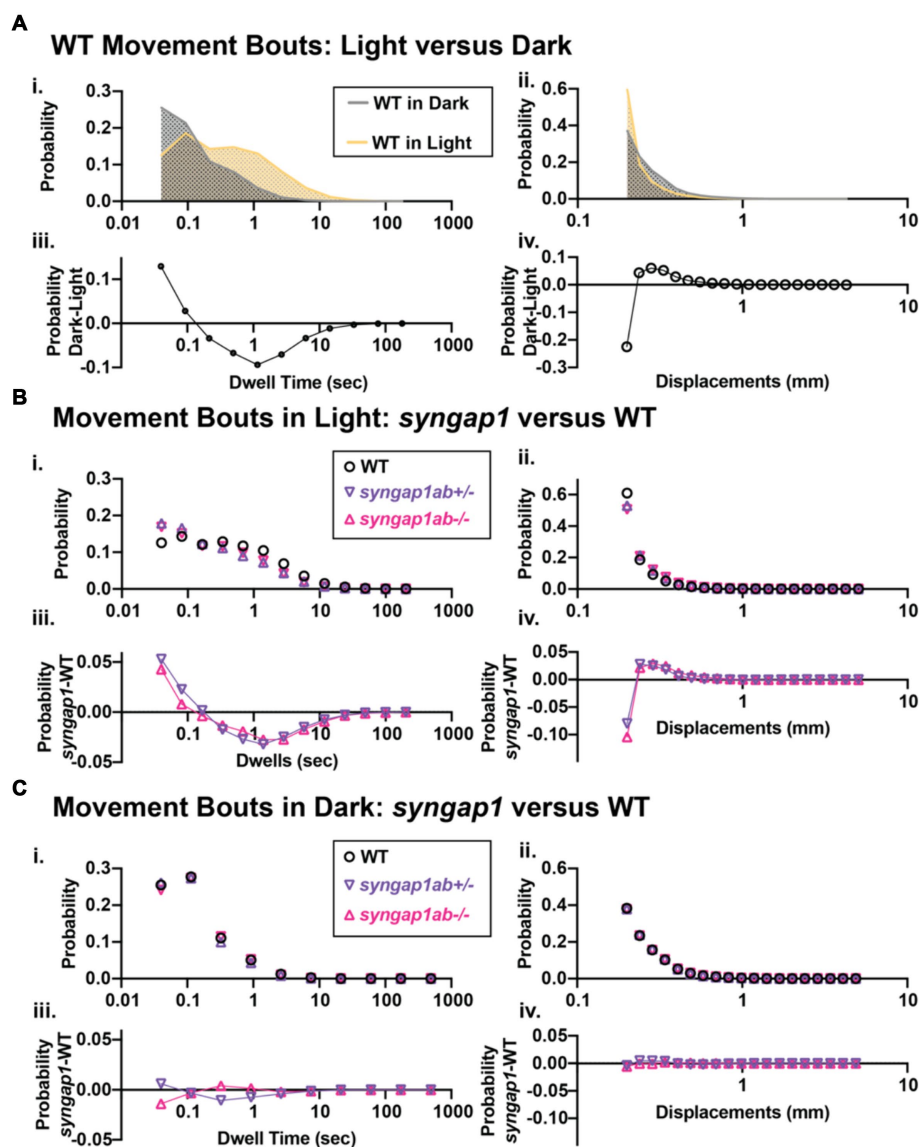 A
WT Movement Bouts: Light versus Dark
i.
Probability
0.3
0.2
0.1
0.0
WT in Dark
WT in Light
0.01 0.1 1 10 100 1000
ii.
Probability
0.6
0.4
0.2
0.0
0.1 1 10
iii.
Probability
Dark-Light
0.1
0.0
-0.1
0.1 1 10 100 1000
Dwell Time (sec)
iv.
Probability
Dark-Light
0.1
0.0
-0.1
-0.3
1 10
Displacements (mm)
B
Movement Bouts in Light: syngap1 versus WT
i.
Probability
0.3
0.2
0.1
0.0
WT
syngap1ab+/-
syngap1ab-/-
0.01 0.1 1 10 100 1000
ii.
Probability
0.6
0.4
0.2
0.0
0.1 1 10
iii.
Probability
syngap1-WT
0.05
0.00
-0.05
0.1 1 10 100 1000
Dwells (sec)
iv.
Probability
syngap1-WT
0.05
0.00
-0.05
-0.10
1 10
Displacements (mm)
C
Movement Bouts in Dark: syngap1 versus WT
i.
Probability
0.3
0.2
0.1
0.0
WT
syngap1ab+/-
syngap1ab-/-
0.01 0.1 1 10 100 1000
ii.
Probability
0.6
0.4
0.2
0.0
0.1 1 10
iii.
Probability
syngap1-WT
0.05
0.00
-0.05
0.1 1 10 100 1000
Dwell Time (sec)
iv.
Probability
syngap1-WT
0.05
0.00
-0.05
-0.10
1 10
Displacements (mm)